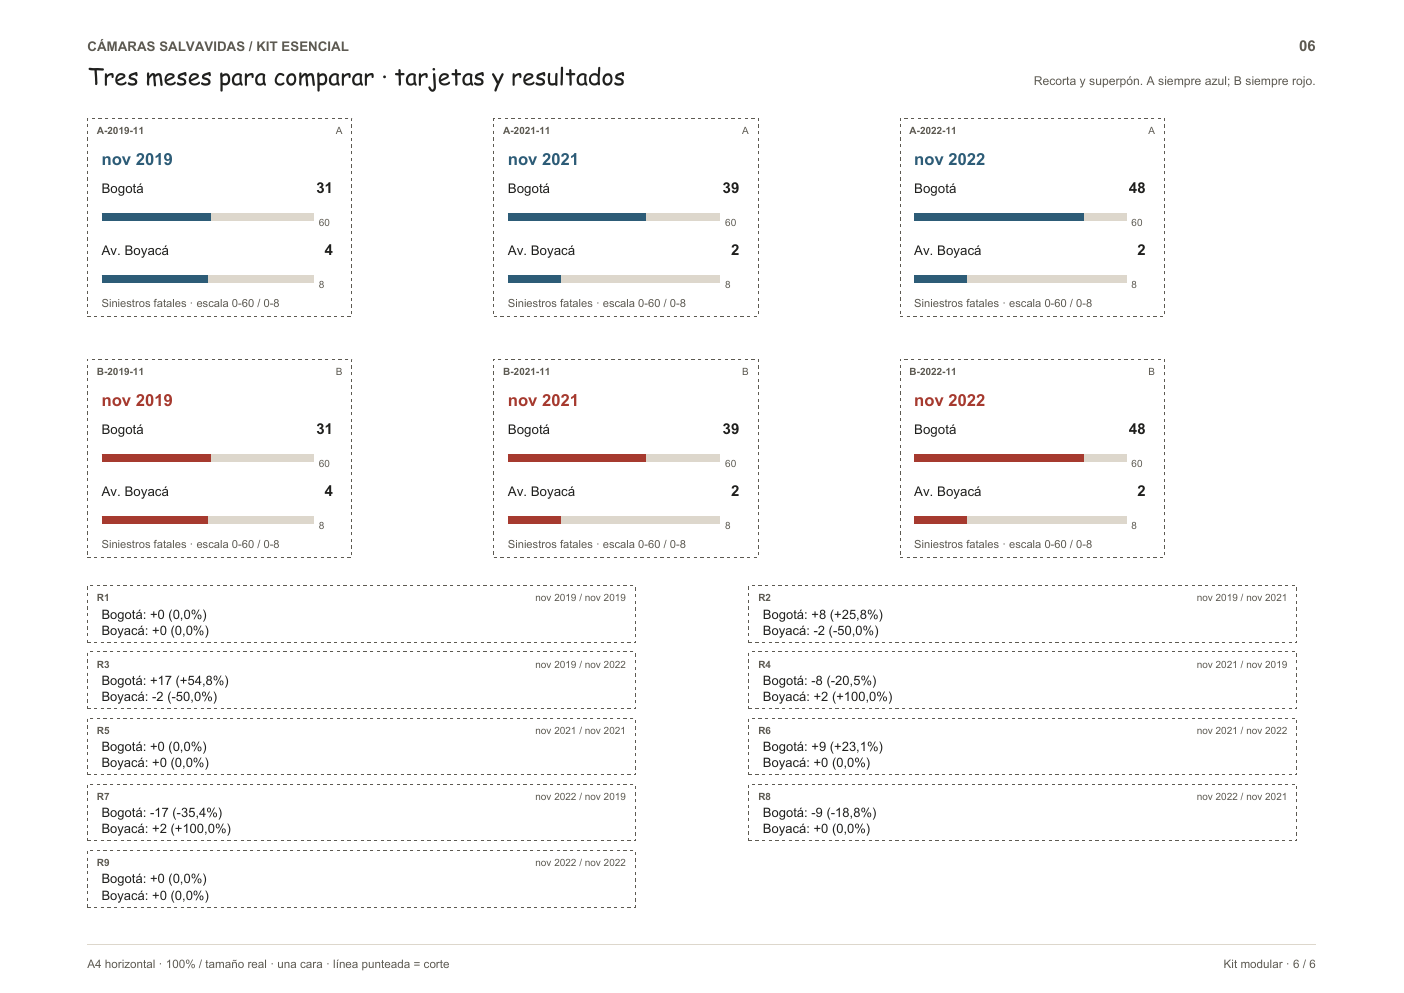 CÁMARAS SALVAVIDAS / KIT ESENCIAL 06
Tres meses para comparar · tarjetas y resultados
Recorta y superpón. A siempre azul; B siempre rojo.
A-2019-11 A
nov 2019
Bogotá 31
60
Av. Boyacá 4
8
Siniestros fatales · escala 0-60 / 0-8
A-2021-11 A
nov 2021
Bogotá 39
60
Av. Boyacá 2
8
Siniestros fatales · escala 0-60 / 0-8
A-2022-11 A
nov 2022
Bogotá 48
60
Av. Boyacá 2
8
Siniestros fatales · escala 0-60 / 0-8
B-2019-11 B
nov 2019
Bogotá 31
60
Av. Boyacá 4
8
Siniestros fatales · escala 0-60 / 0-8
B-2021-11 B
nov 2021
Bogotá 39
60
Av. Boyacá 2
8
Siniestros fatales · escala 0-60 / 0-8
B-2022-11 B
nov 2022
Bogotá 48
60
Av. Boyacá 2
8
Siniestros fatales · escala 0-60 / 0-8
R1 nov 2019 / nov 2019
Bogotá: +0 (0,0%)
Boyacá: +0 (0,0%)
R2 nov 2019 / nov 2021
Bogotá: +8 (+25,8%)
Boyacá: -2 (-50,0%)
R3 nov 2019 / nov 2022
Bogotá: +17 (+54,8%)
Boyacá: -2 (-50,0%)
R4 nov 2021 / nov 2019
Bogotá: -8 (-20,5%)
Boyacá: +2 (+100,0%)
R5 nov 2021 / nov 2021
Bogotá: +0 (0,0%)
Boyacá: +0 (0,0%)
R6 nov 2021 / nov 2022
Bogotá: +9 (+23,1%)
Boyacá: +0 (0,0%)
R7 nov 2022 / nov 2019
Bogotá: -17 (-35,4%)
Boyacá: +2 (+100,0%)
R8 nov 2022 / nov 2021
Bogotá: -9 (-18,8%)
Boyacá: +0 (0,0%)
R9 nov 2022 / nov 2022
Bogotá: +0 (0,0%)
Boyacá: +0 (0,0%)
A4 horizontal · 100% / tamaño real · una cara · línea punteada = corte
Kit modular · 6 / 6